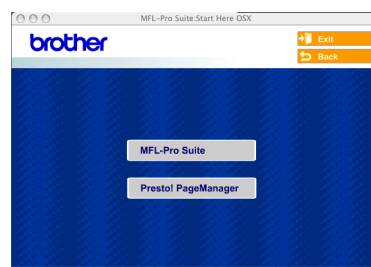 MFL-Pro Suite:Start Here OSX
brother
Exit
Back
MFL-Pro Suite
Presto! PageManager